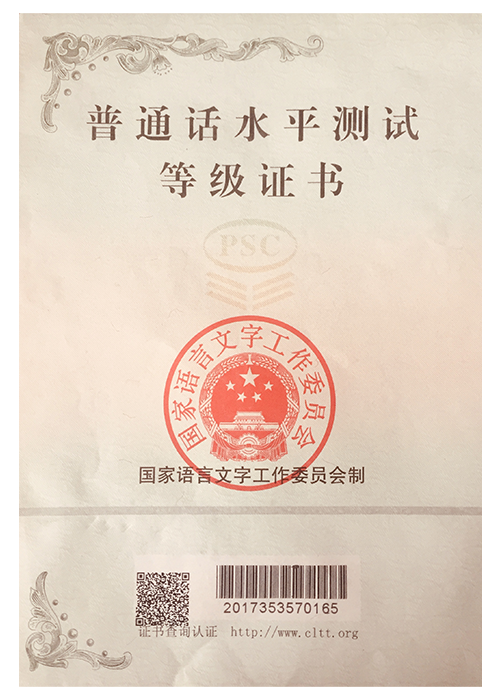 普通话水平测试
等级证书
PSC
国家语言文字工作委员会
国家语言文字工作委员会制
2017353570165
证书查询认证 http://www.cltt.org